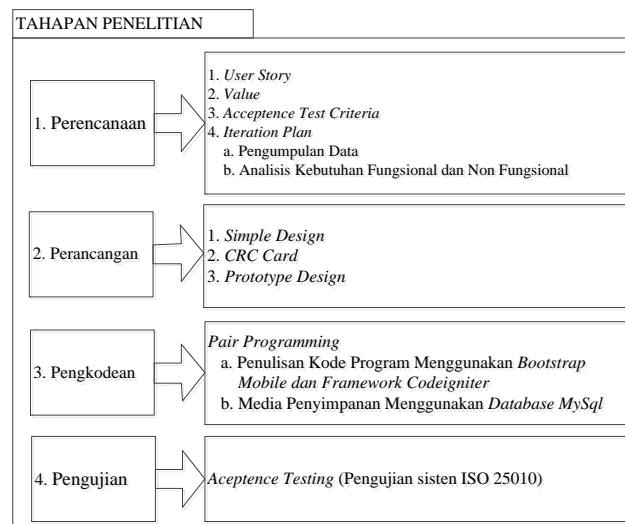 TAHAPAN PENELITIAN
1. Perencanaan
1. User Story
2. Value
3. Acceptence Test Criteria
4. Iteration Plan
a. Pengumpulan Data
b. Analisis Kebutuhan Fungsional dan Non Fungsional
2. Perancangan
1. Simple Design
2. CRC Card
3. Prototype Design
3. Pengkodean
Pair Programming
a. Penulisan Kode Program Menggunakan Bootstrap
Mobile dan Framework Codeigniter
b. Media Penyimpanan Menggunakan Database MySql
4. Pengujian
Aceptence Testing (Pengujian sisten ISO 25010)